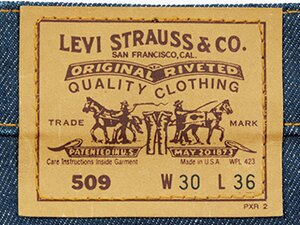 LEVI STRAUSS & CO.
SAN FRANCISCO, CAL.
ORIGINAL RIVETED
QUALITY CLOTHING
TRADE MARK
PATENTED IN U.S. MAY 20 1873
Care Instructions Inside Garment Made in U.S.A. WPL 423
509 W 30 L 36
PXR 2